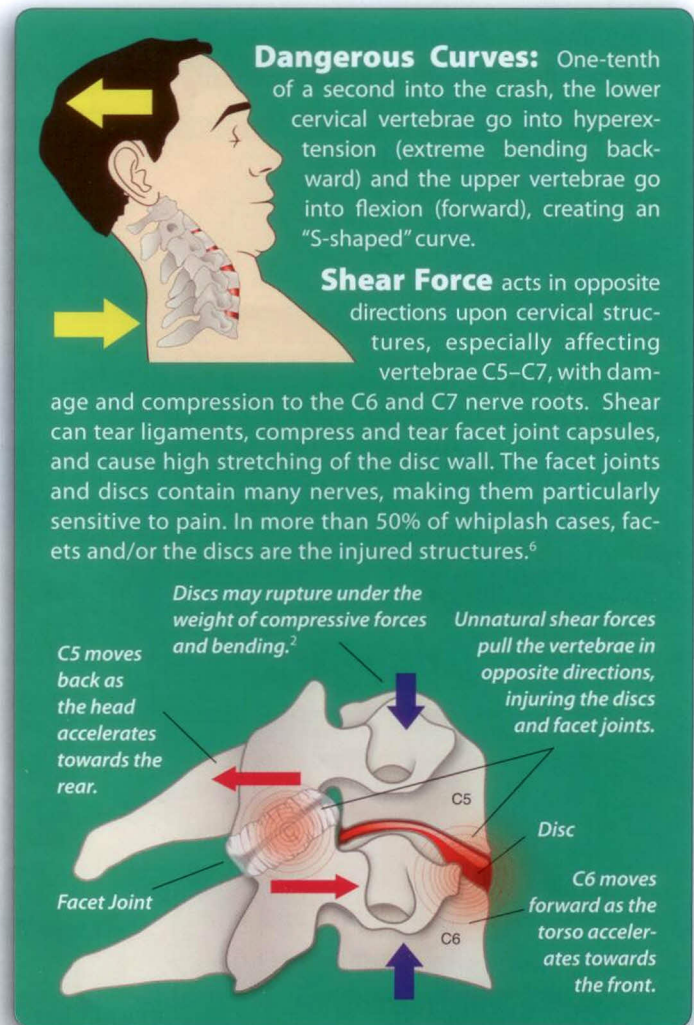 Dangerous Curves: One-tenth
of a second into the crash, the lower
cervical vertebrae go into hyperex-
tension (extreme bending back-
ward) and the upper vertebrae go
into flexion (forward), creating an
"S-shaped" curve.
Shear Force acts in opposite
directions upon cervical struc-
tures, especially affecting
vertebrae C5–C7, with dam-
age and compression to the C6 and C7 nerve roots. Shear
can tear ligaments, compress and tear facet joint capsules,
and cause high stretching of the disc wall. The facet joints
and discs contain many nerves, making them particularly
sensitive to pain. In more than 50% of whiplash cases, fac-
ets and/or the discs are the injured structures.⁶
Discs may rupture under the
weight of compressive forces
and bending.²
Unnatural shear forces
pull the vertebrae in
opposite directions,
injuring the discs
and facet joints.
C5 moves
back as
the head
accelerates
towards the
rear.
C5
Disc
Facet Joint
C6 moves
forward as the
torso acceler-
ates towards
the front.
C6